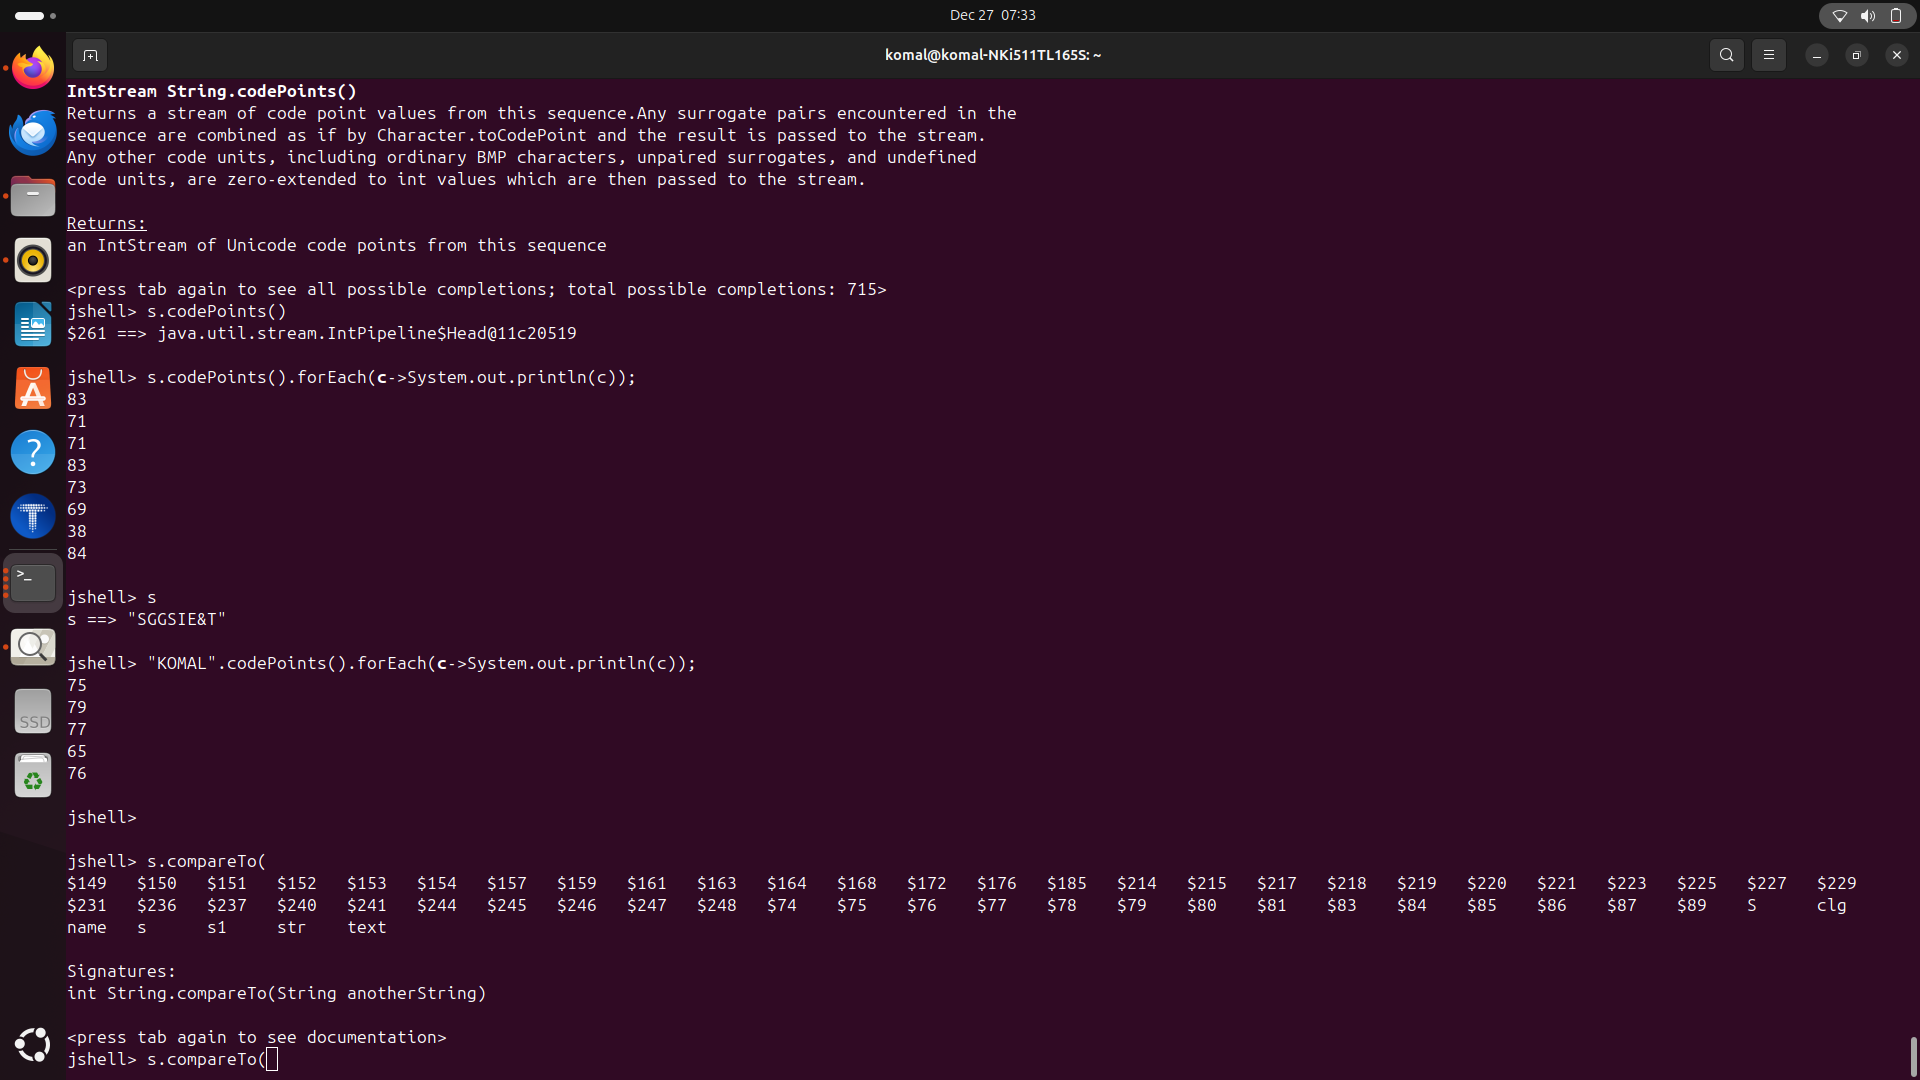 Dec 27 07:33
komal@komal-NKi511TL165S: ~
IntStream String.codePoints()
Returns a stream of code point values from this sequence.Any surrogate pairs encountered in the
sequence are combined as if by Character.toCodePoint and the result is passed to the stream.
Any other code units, including ordinary BMP characters, unpaired surrogates, and undefined
code units, are zero-extended to int values which are then passed to the stream.
Returns:
an IntStream of Unicode code points from this sequence
<press tab again to see all possible completions; total possible completions: 715>
jshell> s.codePoints()
$261 ==> java.util.stream.IntPipeline$Head@11c20519
jshell> s.codePoints().forEach(c->System.out.println(c));
83
71
71
83
73
69
38
84
jshell> s
s ==> "SGGSIE&T"
jshell> "KOMAL".codePoints().forEach(c->System.out.println(c));
75
79
77
65
76
jshell>
jshell> s.compareTo(
$149 $150 $151 $152 $153 $154 $157 $159 $161 $163 $164 $168 $172 $176 $185 $214 $215 $217 $218 $219 $220 $221 $223 $225 $227 $229
$231 $236 $237 $240 $241 $244 $245 $246 $247 $248 $74 $75 $76 $77 $78 $79 $80 $81 $83 $84 $85 $86 $87 $89 S clg
name s s1 str text
Signatures:
int String.compareTo(String anotherString)
<press tab again to see documentation>
jshell> s.compareTo(
SSD